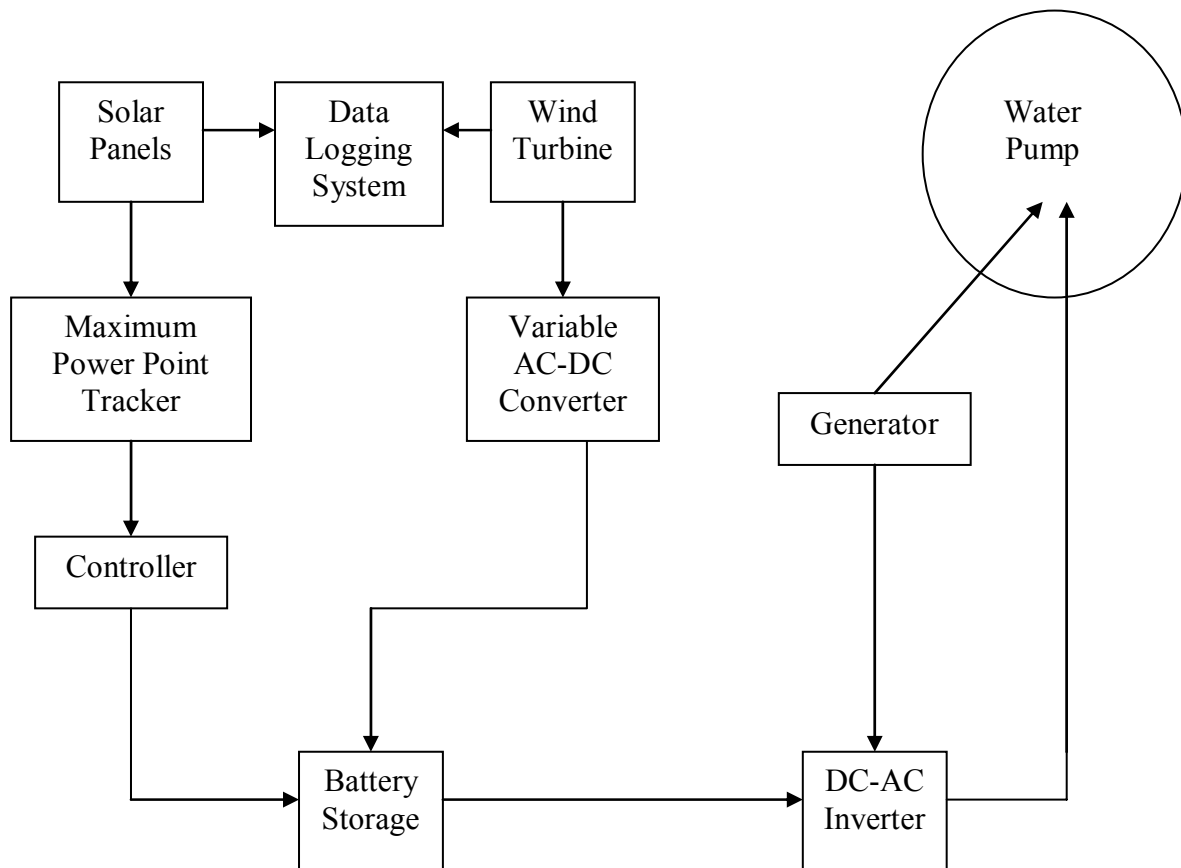 Solar
Panels
Data
Logging
System
Wind
Turbine
Water
Pump
Maximum
Power Point
Tracker
Variable
AC-DC
Converter
Generator
Controller
Battery
Storage
DC-AC
Inverter